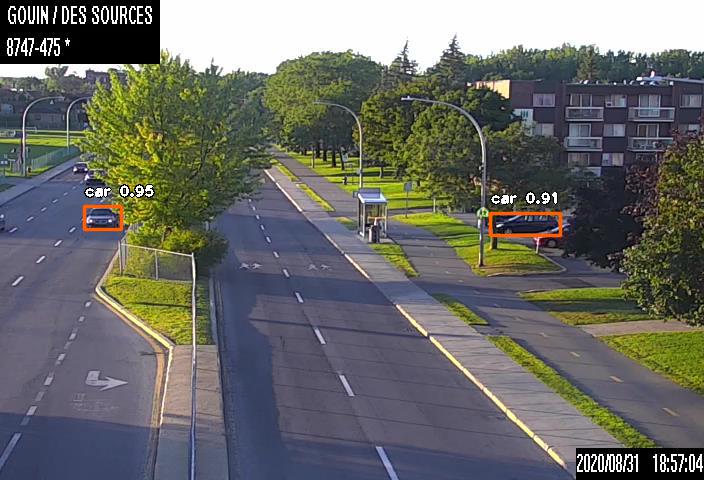 GOUIN / DES SOURCES
8747-475 *
car 0.95
car 0.91
2020/08/31 18:57:04